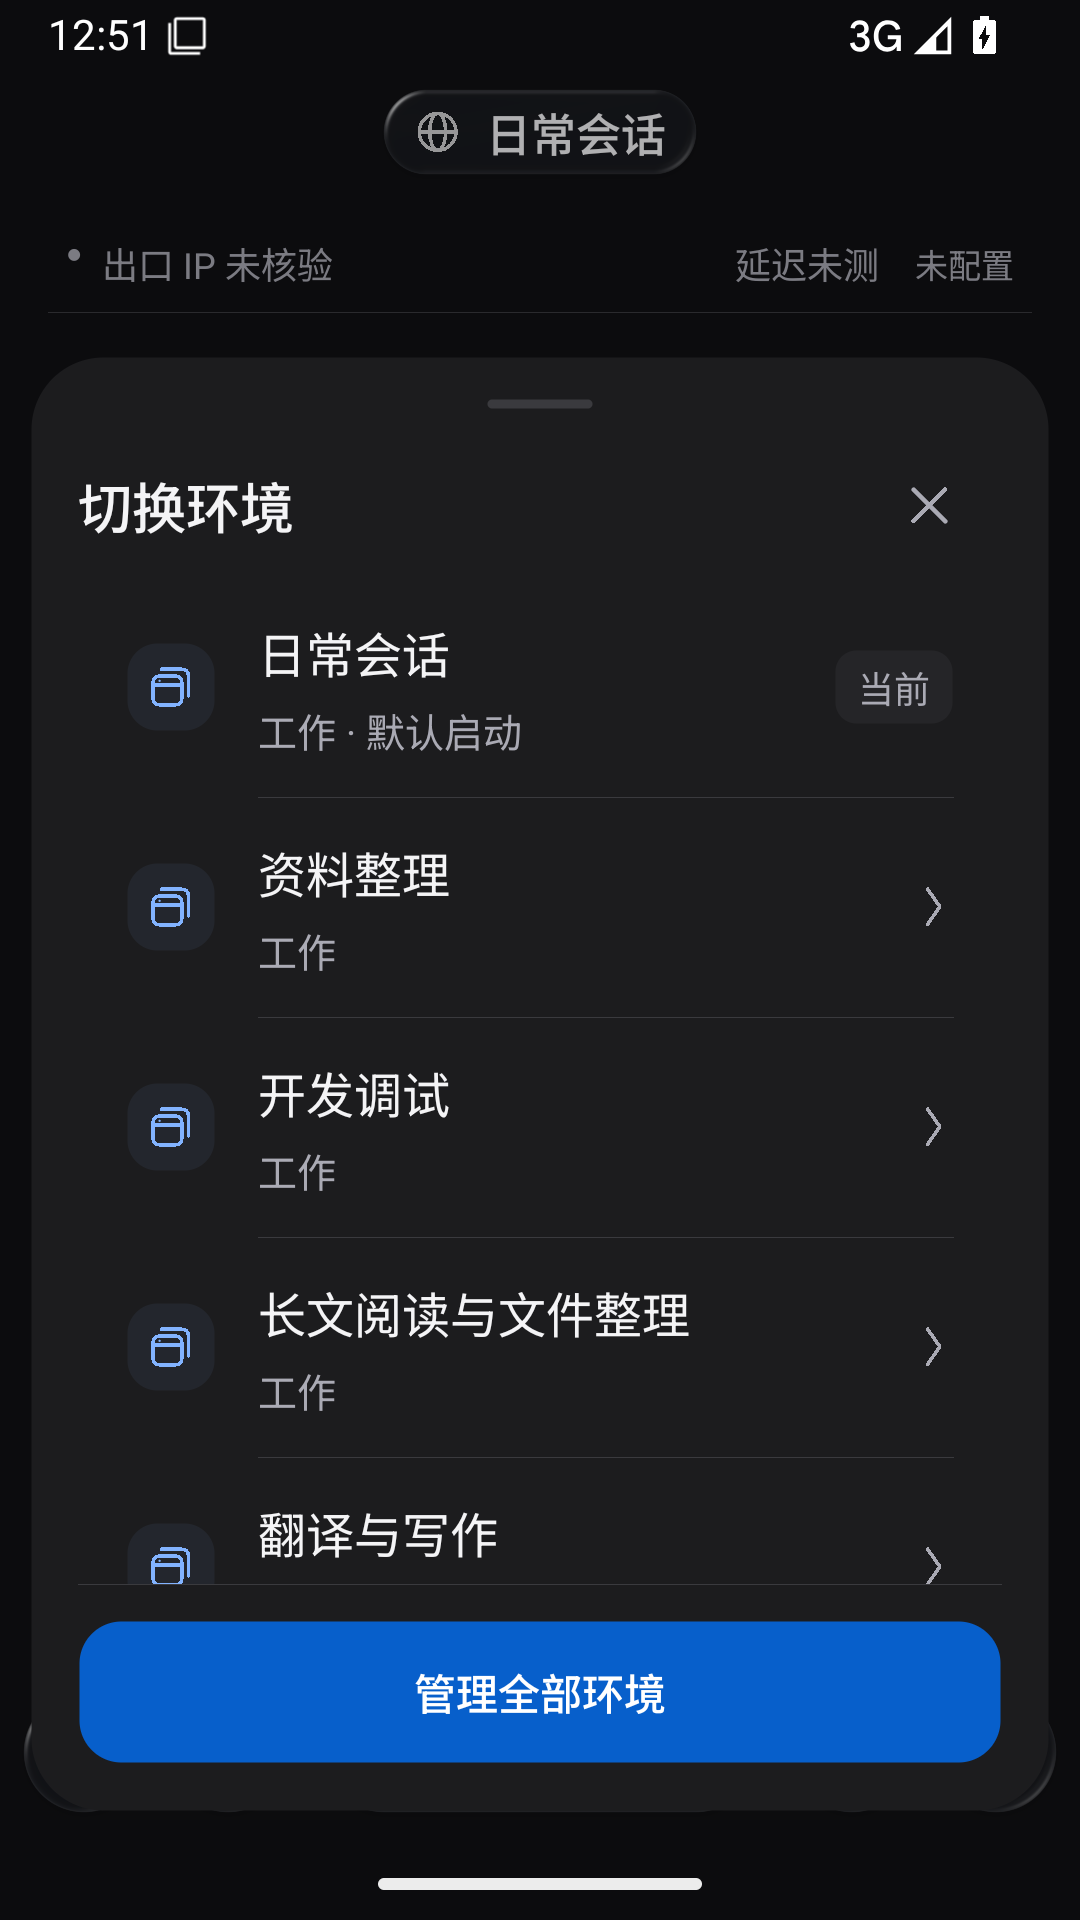 12:51
3G
日常会话
出口 IP 未核验
延迟未测 未配置
切换环境
日常会话
工作 · 默认启动
当前
资料整理
工作
开发调试
工作
长文阅读与文件整理
工作
翻译与写作
管理全部环境